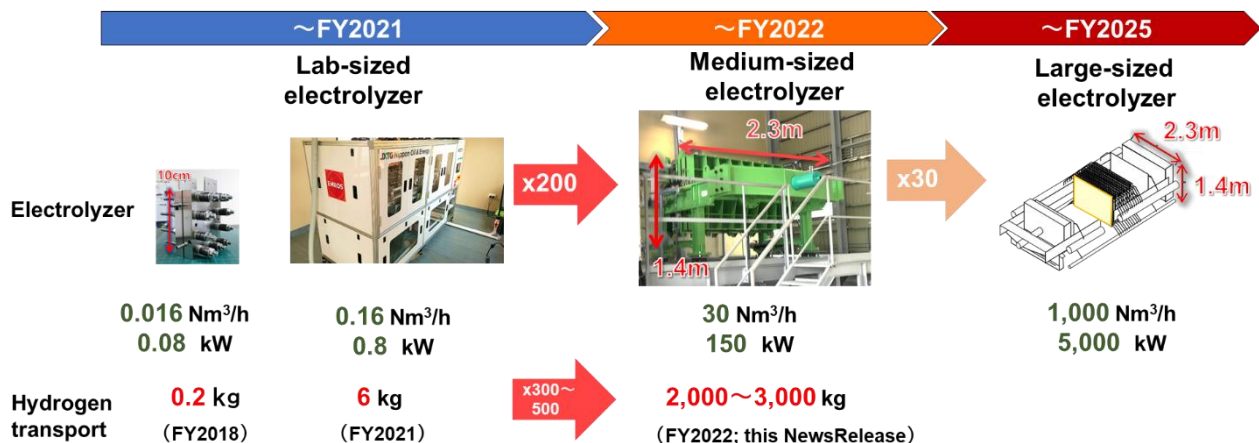 ～FY2021
～FY2022
～FY2025
Lab-sized
electrolyzer
Medium-sized
electrolyzer
Large-sized
electrolyzer
Electrolyzer
10cm
ENEOS
x200
2.3m
1.4m
x30
2.3m
1.4m
0.016 Nm³/h
0.08 kW
0.16 Nm³/h
0.8 kW
30 Nm³/h
150 kW
1,000 Nm³/h
5,000 kW
Hydrogen
transport
0.2 kg
（FY2018）
6 kg
（FY2021）
x300～
500
2,000～3,000 kg
（FY2022; this NewsRelease）